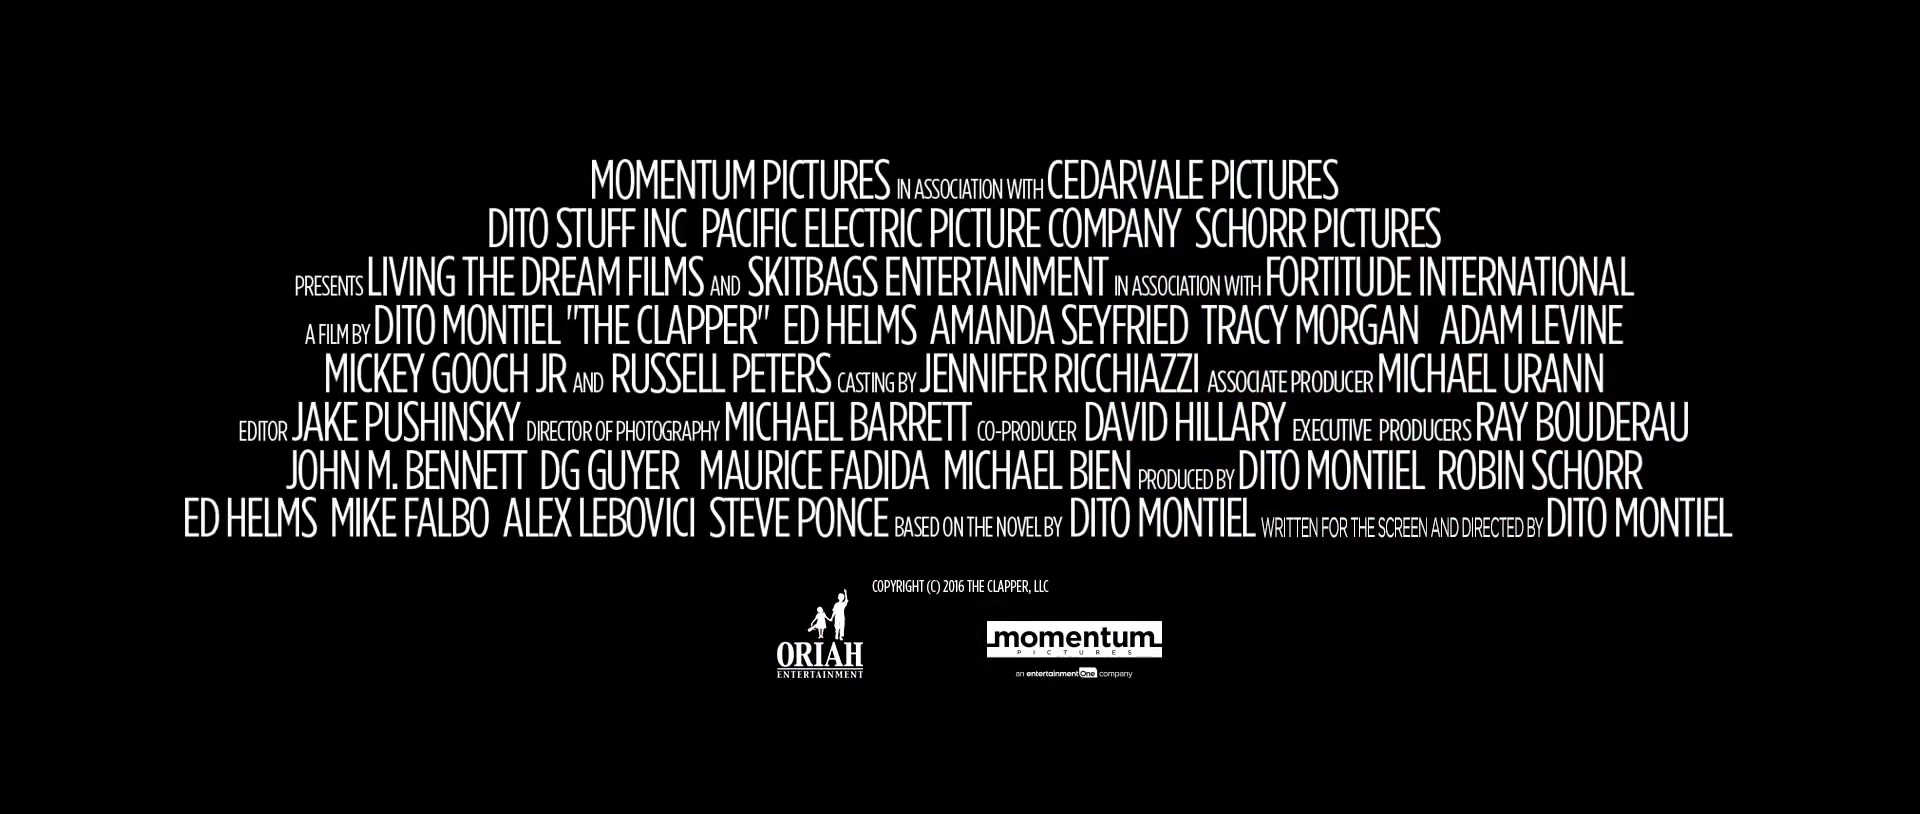 MOMENTUM PICTURES IN ASSOCIATION WITH CEDARVALE PICTURES
DITO STUFF INC PACIFIC ELECTRIC PICTURE COMPANY SCHORR PICTURES
PRESENTS LIVING THE DREAM FILMS AND SKITBAGS ENTERTAINMENT IN ASSOCIATION WITH FORTITUDE INTERNATIONAL
A FILM BY DITO MONTIEL "THE CLAPPER" ED HELMS AMANDA SEYFRIED TRACY MORGAN ADAM LEVINE
MICKEY GOOCH JR AND RUSSELL PETERS CASTING BY JENNIFER RICCHIAZZI ASSOCIATE PRODUCER MICHAEL URANN
EDITOR JAKE PUSHINSKY DIRECTOR OF PHOTOGRAPHY MICHAEL BARRETT CO-PRODUCER DAVID HILLARY EXECUTIVE PRODUCERS RAY BOUDERAU
JOHN M. BENNETT DG GUYER MAURICE FADIDA MICHAEL BIEN PRODUCED BY DITO MONTIEL ROBIN SCHORR
ED HELMS MIKE FALBO ALEX LEBOVICI STEVE PONCE BASED ON THE NOVEL BY DITO MONTIEL WRITTEN FOR THE SCREEN AND DIRECTED BY DITO MONTIEL
COPYRIGHT (C) 2016 THE CLAPPER, LLC
ORIAH
ENTERTAINMENT
momentum
PICTURES
an entertainmentOne company